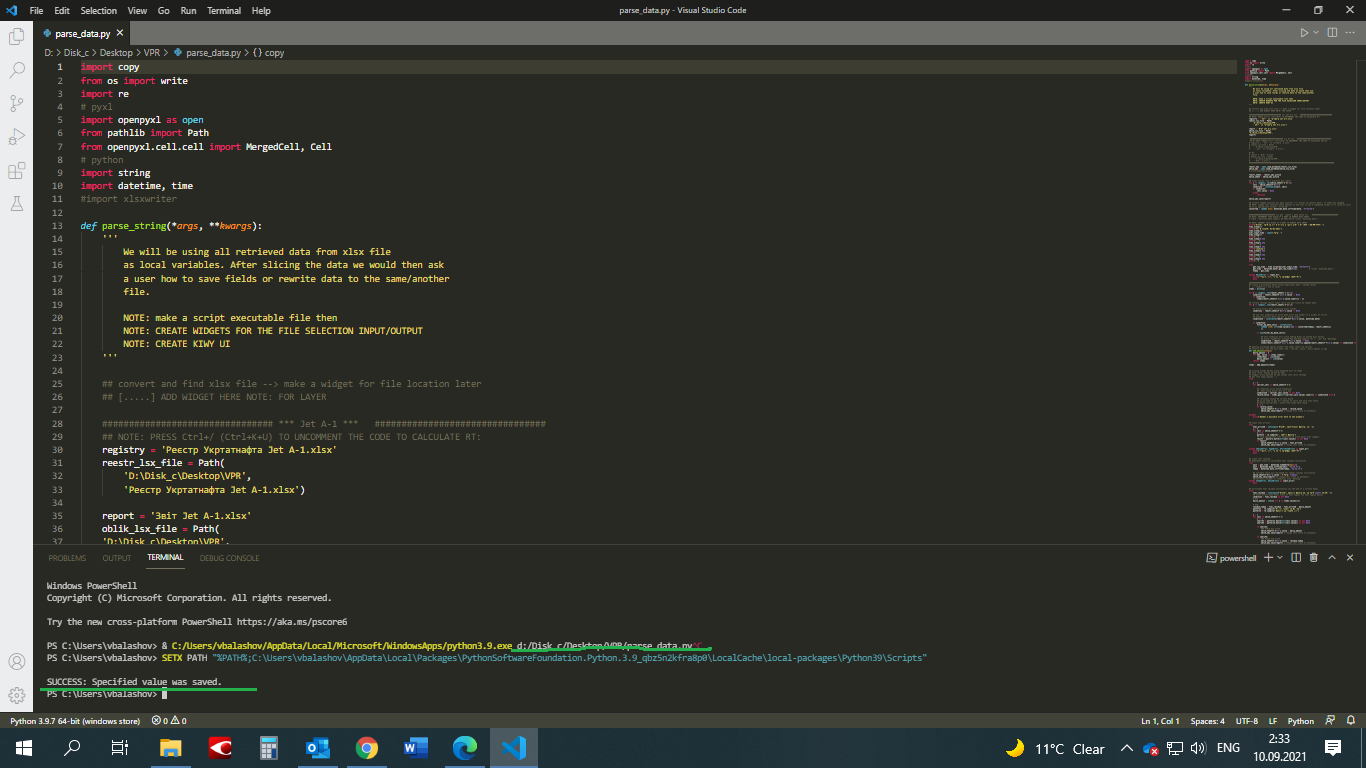 File Edit Selection View Go Run Terminal Help
parse_data.py - Visual Studio Code
parse_data.py
D: > Disk_c > Desktop > VPR > parse_data.py > {} copy
1 import copy
2 from os import write
3 import re
4 # pyxl
5 import openpyxl as open
6 from pathlib import Path
7 from openpyxl.cell.cell import MergedCell, Cell
8 # python
9 import string
10 import datetime, time
11 #import xlsxwriter
12
13 def parse_string(*args, **kwargs):
14 '''
15 We will be using all retrieved data from xlsx file
16 as local variables. After slicing the data we would then ask
17 a user how to save fields or rewrite data to the same/another
18 file.
19
20 NOTE: make a script executable file then
21 NOTE: CREATE WIDGETS FOR THE FILE SELECTION INPUT/OUTPUT
22 NOTE: CREATE KIWY UI
23 '''
24
25 ## convert and find xlsx file --> make a widget for file location later
26 ## [.....] ADD WIDGET HERE NOTE: FOR LAYER
27
28 ################################ *** Jet A-1 *** ################################
29 ## NOTE: PRESS Ctrl+/ (Ctrl+K+U) TO UNCOMMENT THE CODE TO CALCULATE RT:
30 registry = 'Реєстр Укртатнафта Jet A-1.xlsx'
31 reestr_lsx_file = Path(
32 'D:\Disk_c\Desktop\VPR',
33 'Реєстр Укртатнафта Jet A-1.xlsx')
34
35 report = 'Звіт Jet A-1.xlsx'
36 oblik_lsx_file = Path(
37 'D:\Disk_c\Desktop\VPR',
PROBLEMS OUTPUT TERMINAL DEBUG CONSOLE
powershell
Windows PowerShell
Copyright (C) Microsoft Corporation. All rights reserved.
Try the new cross-platform PowerShell https://aka.ms/pscore6
PS C:\Users\vbalashov> & C:/Users/vbalashov/AppData/Local/Microsoft/WindowsApps/python3.9.exe d:/Disk_c/Desktop/VPR/parse_data.py^C
PS C:\Users\vbalashov> SETX PATH "%PATH%;C:\Users\vbalashov\AppData\Local\Packages\PythonSoftwareFoundation.Python.3.9_qbz5n2kfra8p0\LocalCache\local-packages\Python39\Scripts"
SUCCESS: Specified value was saved.
PS C:\Users\vbalashov>
Python 3.9.7 64-bit (windows store) 0 0
Ln 1, Col 1 Spaces: 4 UTF-8 LF Python
11°C Clear ENG
2:33
10.09.2021